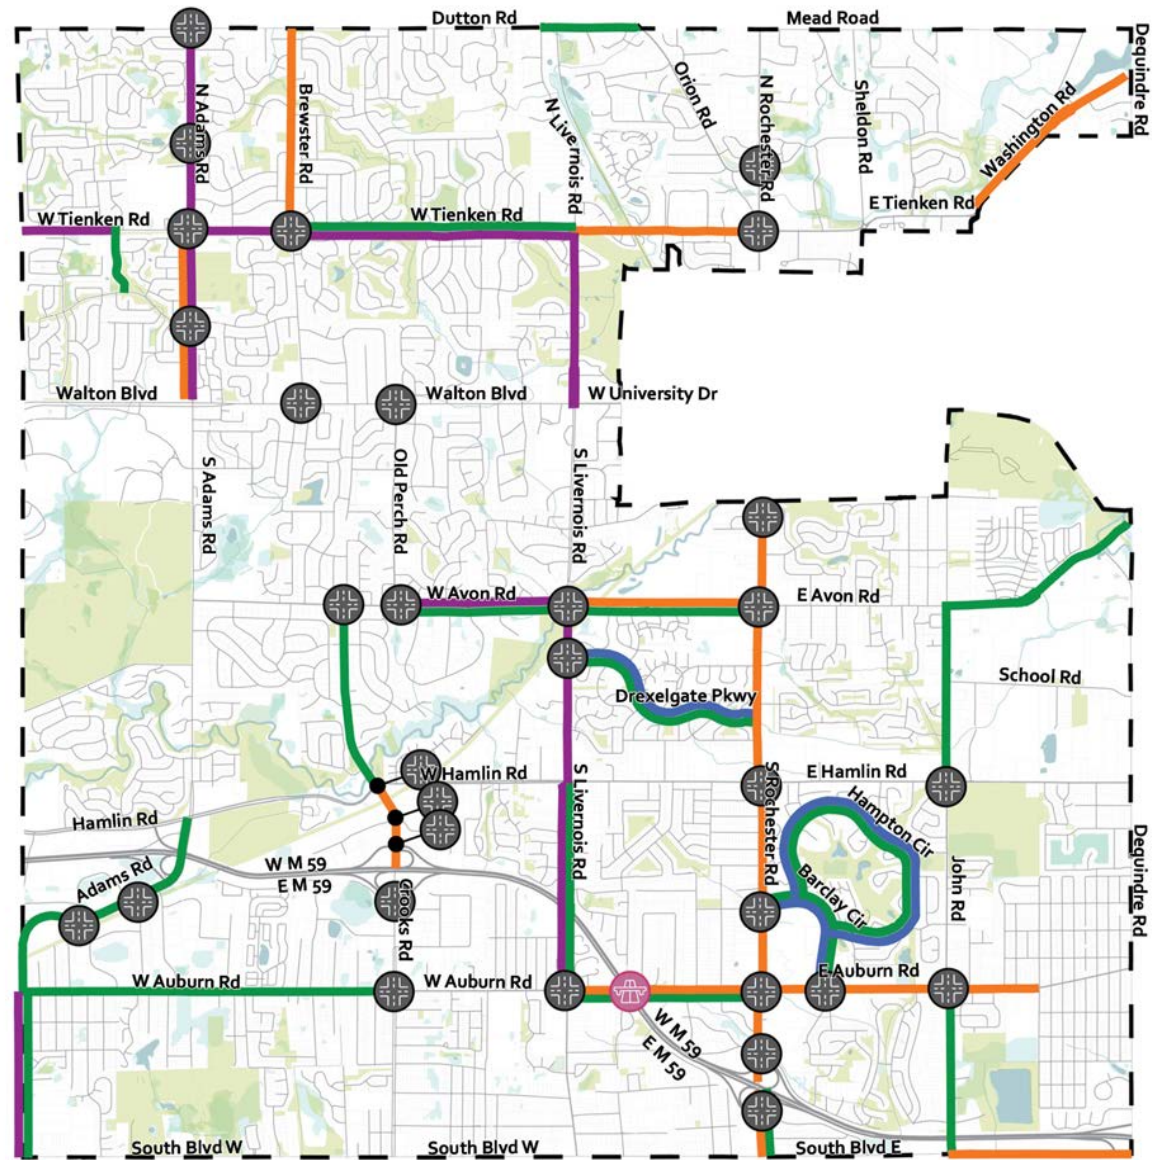 Dutton Rd
Mead Road
Dequindre Rd
N Adams Rd
Brewster Rd
N Livernois Rd
Orion Rd
N Rochester Rd
Sheldon Rd
Washington Rd
E Tienken Rd
W Tienken Rd
W Tienken Rd
Walton Blvd
Walton Blvd
W University Dr
S Adams Rd
Old Perch Rd
S Livernois Rd
W Avon Rd
E Avon Rd
School Rd
Drexelgate Pkwy
W Hamlin Rd
E Hamlin Rd
S Livernois Rd
S Rochester Rd
Hampton Cir
Hamlin Rd
Dequindre Rd
W M 59
E M 59
Adams Rd
Barclay Cir
John Rd
Crooks Rd
W Auburn Rd
W Auburn Rd
E Auburn Rd
W M 59
E M 59
South Blvd W
South Blvd W
South Blvd E